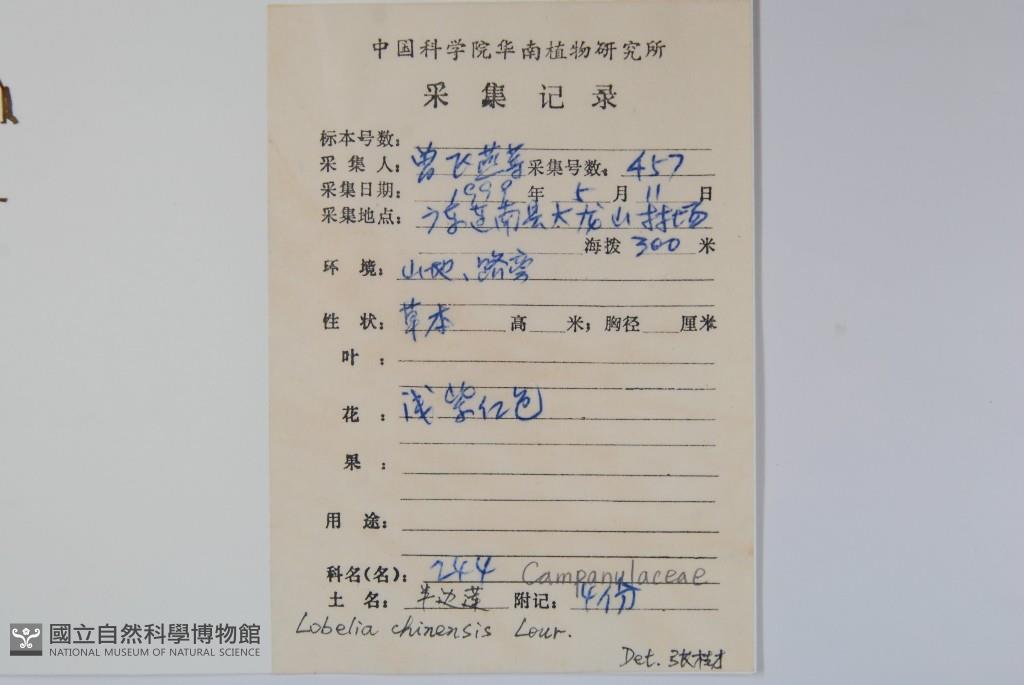 中国科学院华南植物研究所
采集记录
标本号数:
采集人: 曾飞燕等 采集号数: 457
采集日期: 1999 年 5 月 11 日
采集地点: 广东连南县大龙山林场
海拨 300 米
环境: 山地、路旁
性状: 草本 高 米; 胸径 厘米
叶:
花: 浅紫红色
果:
用途:
科名(名): 244 Campanulaceae
土名: 半边莲 附记: 14份
Lobelia chinensis Lour.
Det. 张桂才
國立自然科學博物館
NATIONAL MUSEUM OF NATURAL SCIENCE